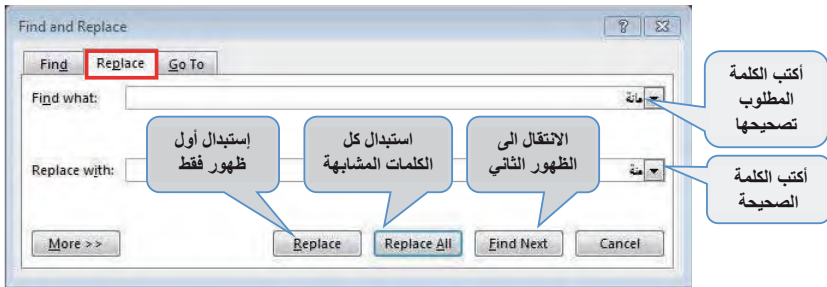 Find and Replace
Find Replace Go To
Find what: مائة
أكتب الكلمة
المطلوب
تصحيحها
إستبدال أول
ظهور فقط
استبدال كل
الكلمات المشابهة
الانتقال الى
الظهور الثاني
Replace with: مئة
أكتب الكلمة
الصحيحة
More >> Replace Replace All Find Next Cancel